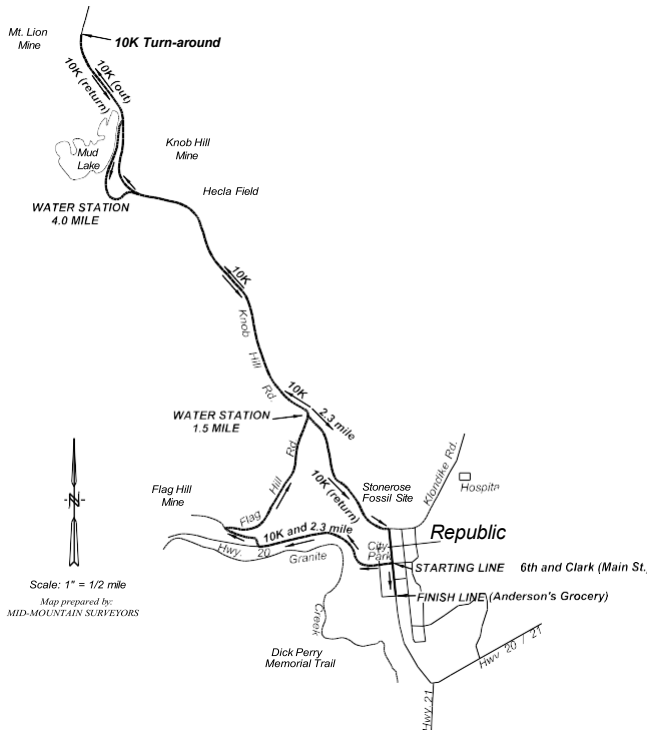 Mt. Lion
Mine
10K Turn-around
10K (return)
10K (out)
Mud
Lake
Knob Hill
Mine
Hecla Field
WATER STATION
4.0 MILE
10K
Knob Hill Rd.
10K
2.3 mile
WATER STATION
1.5 MILE
Flag Hill Rd
10K (return)
Stonerose
Fossil Site
Klondike Rd.
Hospita
Flag Hill
Mine
10K and 2.3 mile
Hwy. 20
Granite
Creek
City
Park
Republic
STARTING LINE 6th and Clark (Main St.
FINISH LINE (Anderson's Grocery)
N
Scale: 1" = 1/2 mile
Map prepared by:
MID-MOUNTAIN SURVEYORS
Dick Perry
Memorial Trail
Hwy 20 / 21
Hwy 21